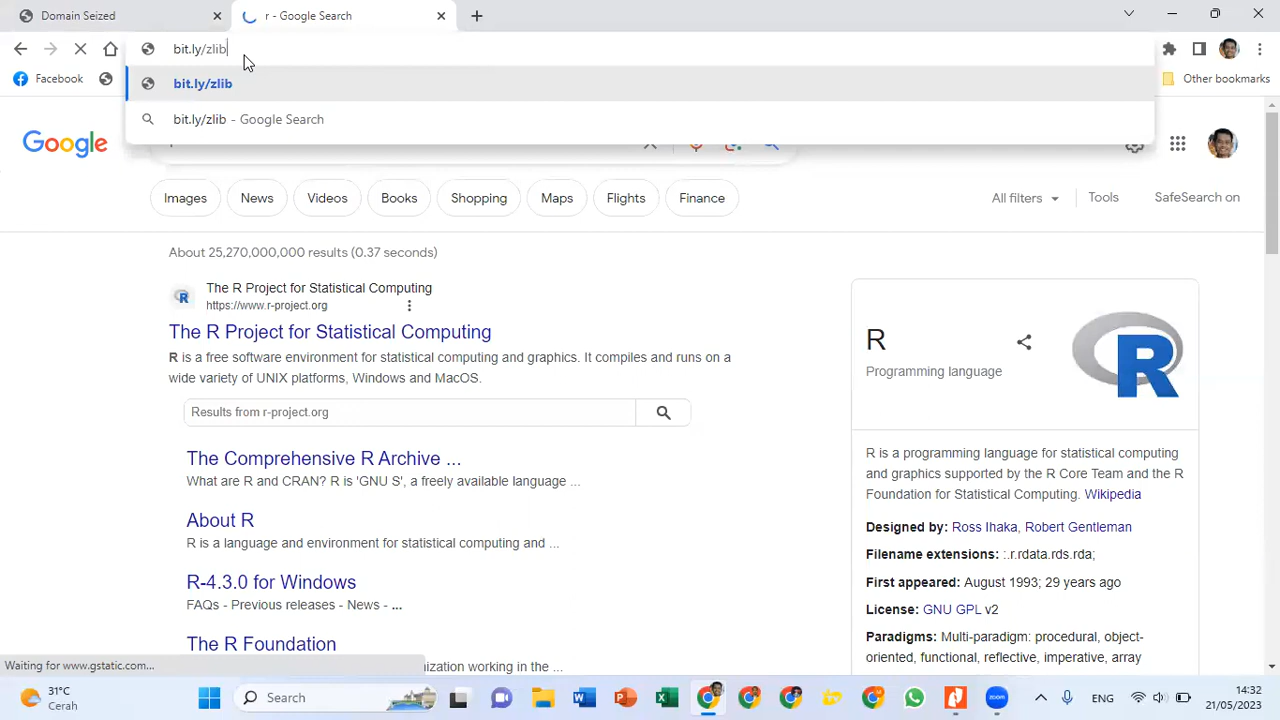 Domain Seized
r - Google Search
bit.ly/zlib
Facebook
Other bookmarks
bit.ly/zlib
bit.ly/zlib - Google Search
Google
Images
News
Videos
Books
Shopping
Maps
Flights
Finance
All filters
Tools
SafeSearch on
About 25,270,000,000 results (0.37 seconds)
The R Project for Statistical Computing
https://www.r-project.org
The R Project for Statistical Computing
R is a free software environment for statistical computing and graphics. It compiles and runs on a
wide variety of UNIX platforms, Windows and MacOS.
Results from r-project.org
The Comprehensive R Archive ...
What are R and CRAN? R is 'GNU S', a freely available language ...
About R
R is a language and environment for statistical computing and ...
R-4.3.0 for Windows
FAQs - Previous releases - News - ...
The R Foundation
nization working in the ...
R
Programming language
R
R is a programming language for statistical computing
and graphics supported by the R Core Team and the R
Foundation for Statistical Computing. Wikipedia
Designed by: Ross Ihaka, Robert Gentleman
Filename extensions: :.r.rdata.rds.rda;
First appeared: August 1993; 29 years ago
License: GNU GPL v2
Paradigms: Multi-paradigm: procedural, object-
oriented, functional, reflective, imperative, array
Waiting for www.gstatic.com...
31°C
Cerah
Search
ENG
14:32
21/05/2023